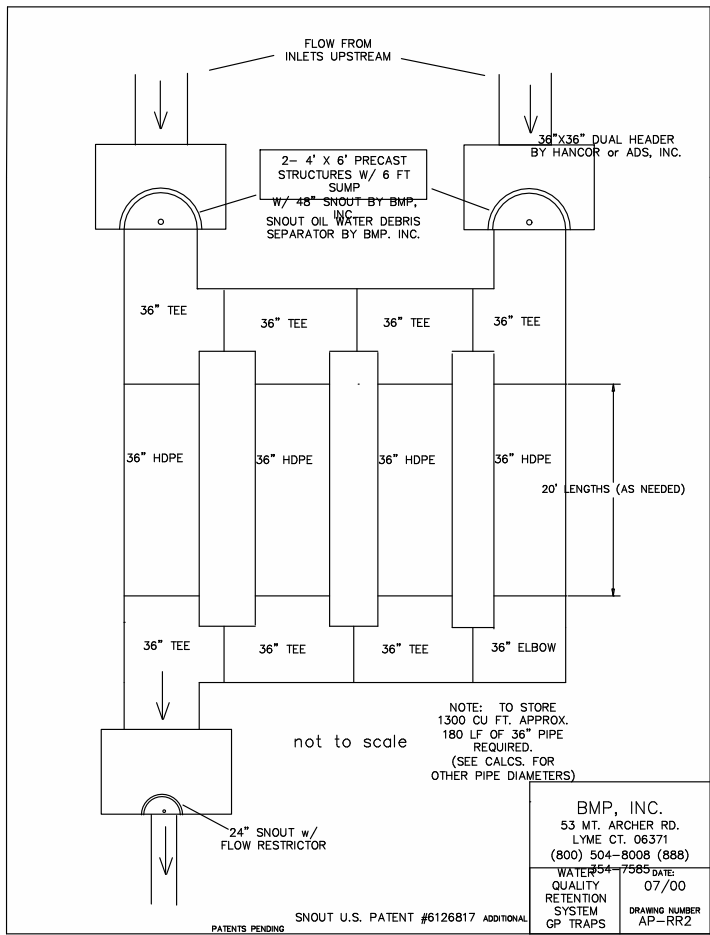 FLOW FROM
INLETS UPSTREAM
36"X36" DUAL HEADER
BY HANCOR or ADS, INC.
2– 4' X 6' PRECAST
STRUCTURES W/ 6 FT
SUMP
W/ 48" SNOUT BY BMP,
INC.
SNOUT OIL WATER DEBRIS
SEPARATOR BY BMP. INC.
36" TEE
36" TEE
36" TEE
36" TEE
36" HDPE
36" HDPE
36" HDPE
36" HDPE
20' LENGTHS (AS NEEDED)
36" TEE
36" TEE
36" TEE
36" ELBOW
not to scale
NOTE: TO STORE
1300 CU FT. APPROX.
180 LF OF 36" PIPE
REQUIRED.
(SEE CALCS. FOR
OTHER PIPE DIAMETERS)
24" SNOUT w/
FLOW RESTRICTOR
BMP, INC.
53 MT. ARCHER RD.
LYME CT. 06371
(800) 504–8008 (888)
354–7585
WATER
QUALITY
RETENTION
SYSTEM
GP TRAPS
DATE:
07/00
DRAWING NUMBER
AP–RR2
SNOUT U.S. PATENT #6126817 ADDITIONAL
PATENTS PENDING